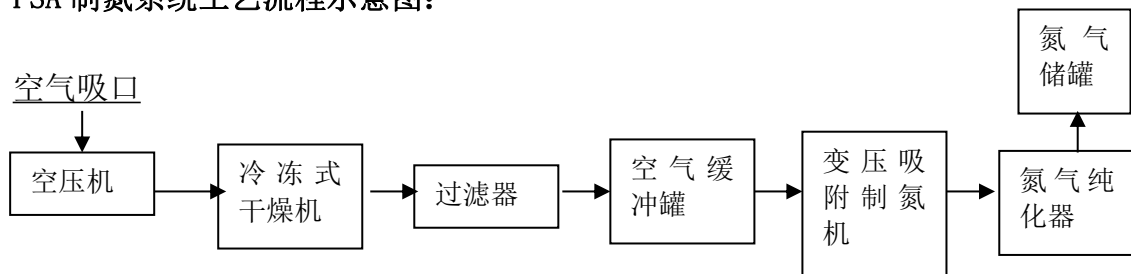 PSA 制氮系统工艺流程示意图：
空气吸口
空压机
冷冻式
干燥机
过滤器
空气缓
冲罐
变压吸
附制氮
机
氮气纯
化器
氮气
储罐